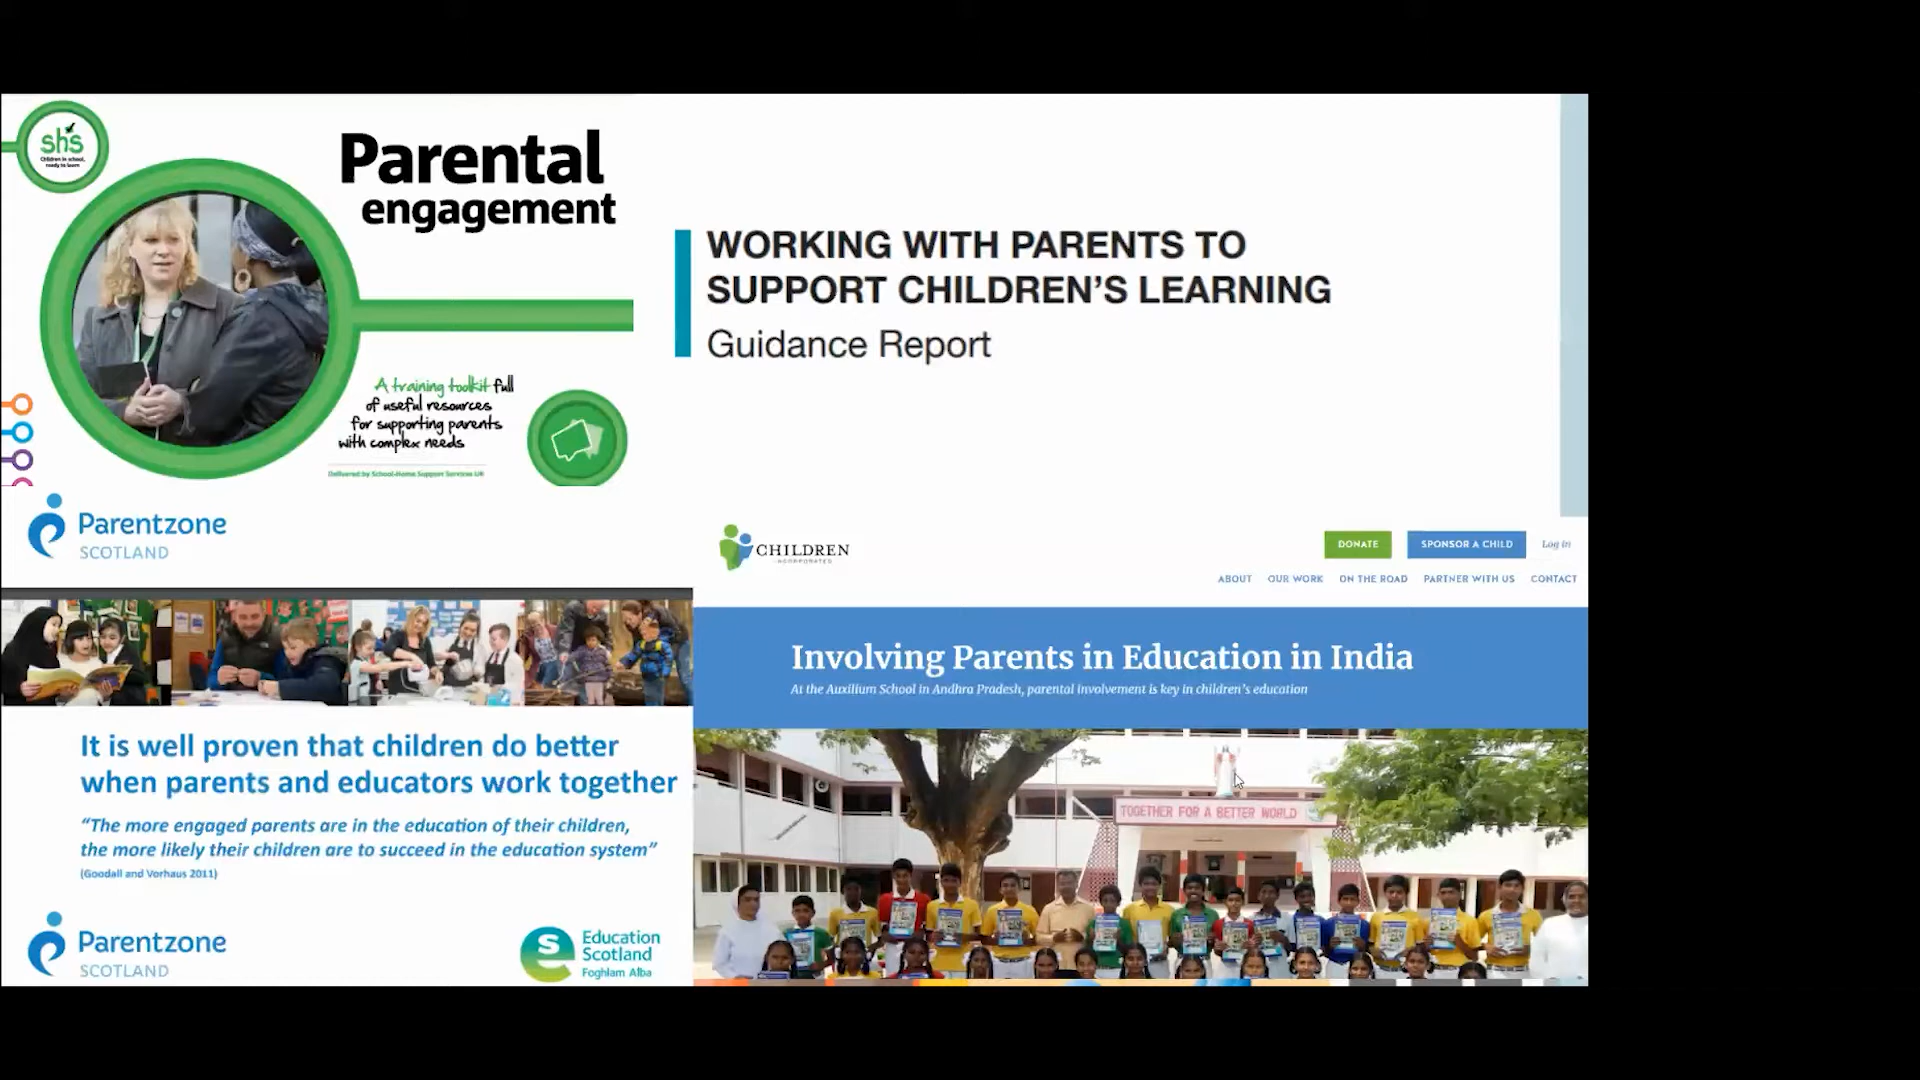 shs
Children in school,
ready to learn
Parental
engagement
A training toolkit full
of useful resources
for supporting parents
with complex needs
Delivered by School-Home Support Services UK
WORKING WITH PARENTS TO
SUPPORT CHILDREN'S LEARNING
Guidance Report
Parentzone
SCOTLAND
It is well proven that children do better
when parents and educators work together
“The more engaged parents are in the education of their children,
the more likely their children are to succeed in the education system”
(Goodall and Vorhaus 2011)
Parentzone
SCOTLAND
Education
Scotland
Foghlam Alba
CHILDREN
INCORPORATED
DONATE
SPONSOR A CHILD
Log in
ABOUT
OUR WORK
ON THE ROAD
PARTNER WITH US
CONTACT
Involving Parents in Education in India
At the Auxilium School in Andhra Pradesh, parental involvement is key in children's education
TOGETHER FOR A BETTER WORLD